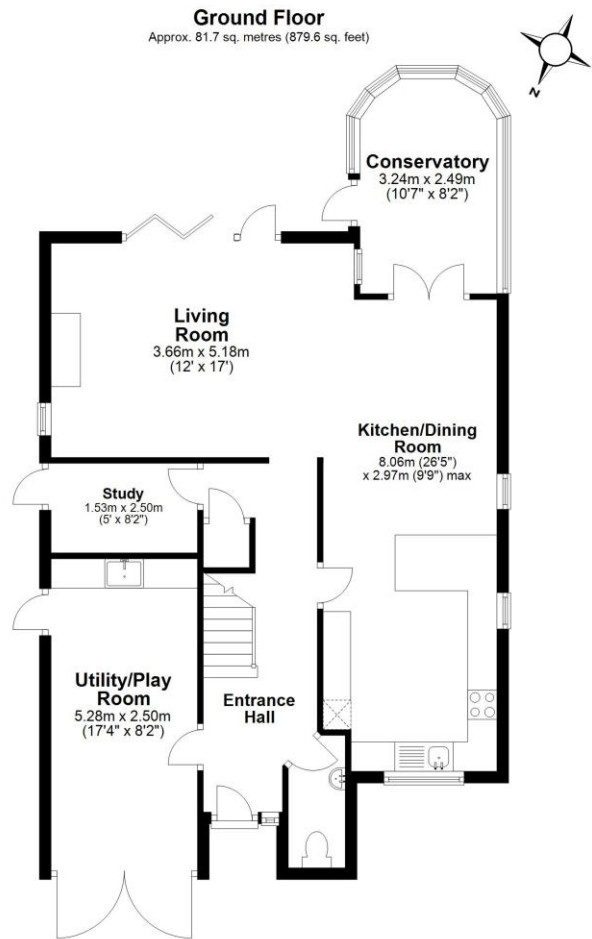 Ground Floor
Approx. 81.7 sq. metres (879.6 sq. feet)
N
Conservatory
3.24m x 2.49m
(10'7" x 8'2")
Living
Room
3.66m x 5.18m
(12' x 17')
Kitchen/Dining
Room
8.06m (26'5")
x 2.97m (9'9") max
Study
1.53m x 2.50m
(5' x 8'2")
Utility/Play
Room
5.28m x 2.50m
(17'4" x 8'2")
Entrance
Hall